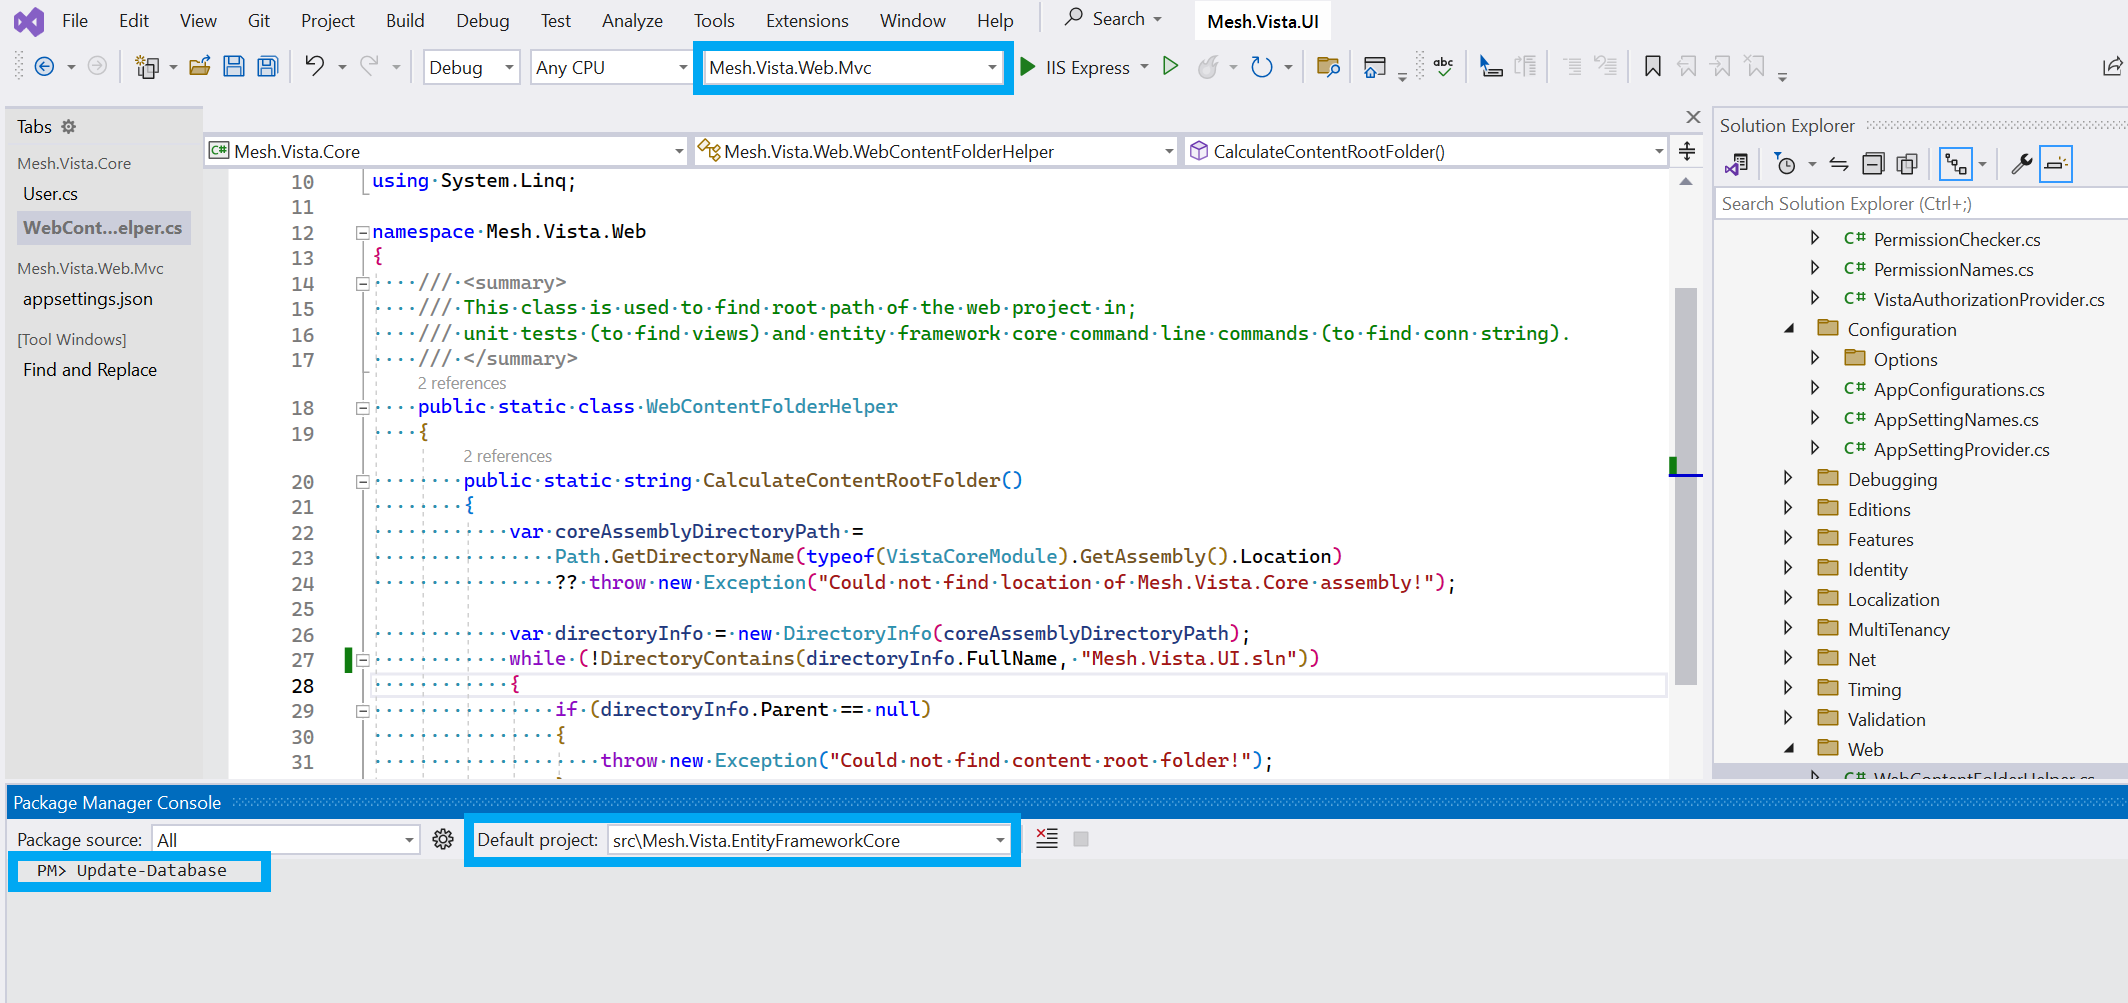 File Edit View Git Project Build Debug Test Analyze Tools Extensions Window Help Search Mesh.Vista.UI
Debug Any CPU Mesh.Vista.Web.Mvc IIS Express abc
Tabs
Mesh.Vista.Core
User.cs
WebCont...elper.cs
Mesh.Vista.Web.Mvc
appsettings.json
[Tool Windows]
Find and Replace
C# Mesh.Vista.Core Mesh.Vista.Web.WebContentFolderHelper CalculateContentRootFolder()
10 using System.Linq;
11
12 namespace Mesh.Vista.Web
13 {
14 /// <summary>
15 /// This class is used to find root path of the web project in;
16 /// unit tests (to find views) and entity framework core command line commands (to find conn string).
17 /// </summary>
2 references
18 public static class WebContentFolderHelper
19 {
2 references
20 public static string CalculateContentRootFolder()
21 {
22 var coreAssemblyDirectoryPath =
23 Path.GetDirectoryName(typeof(VistaCoreModule).GetAssembly().Location)
24 ?? throw new Exception("Could not find location of Mesh.Vista.Core assembly!");
25
26 var directoryInfo = new DirectoryInfo(coreAssemblyDirectoryPath);
27 while (!DirectoryContains(directoryInfo.FullName, "Mesh.Vista.UI.sln"))
28 {
29 if (directoryInfo.Parent == null)
30 {
31 throw new Exception("Could not find content root folder!");
Solution Explorer
Search Solution Explorer (Ctrl+;)
C# PermissionChecker.cs
C# PermissionNames.cs
C# VistaAuthorizationProvider.cs
Configuration
Options
C# AppConfigurations.cs
C# AppSettingNames.cs
C# AppSettingProvider.cs
Debugging
Editions
Features
Identity
Localization
MultiTenancy
Net
Timing
Validation
Web
C# WebContentFolderHelper.cs
Package Manager Console
Package source: All Default project: src\Mesh.Vista.EntityFrameworkCore
PM> Update-Database